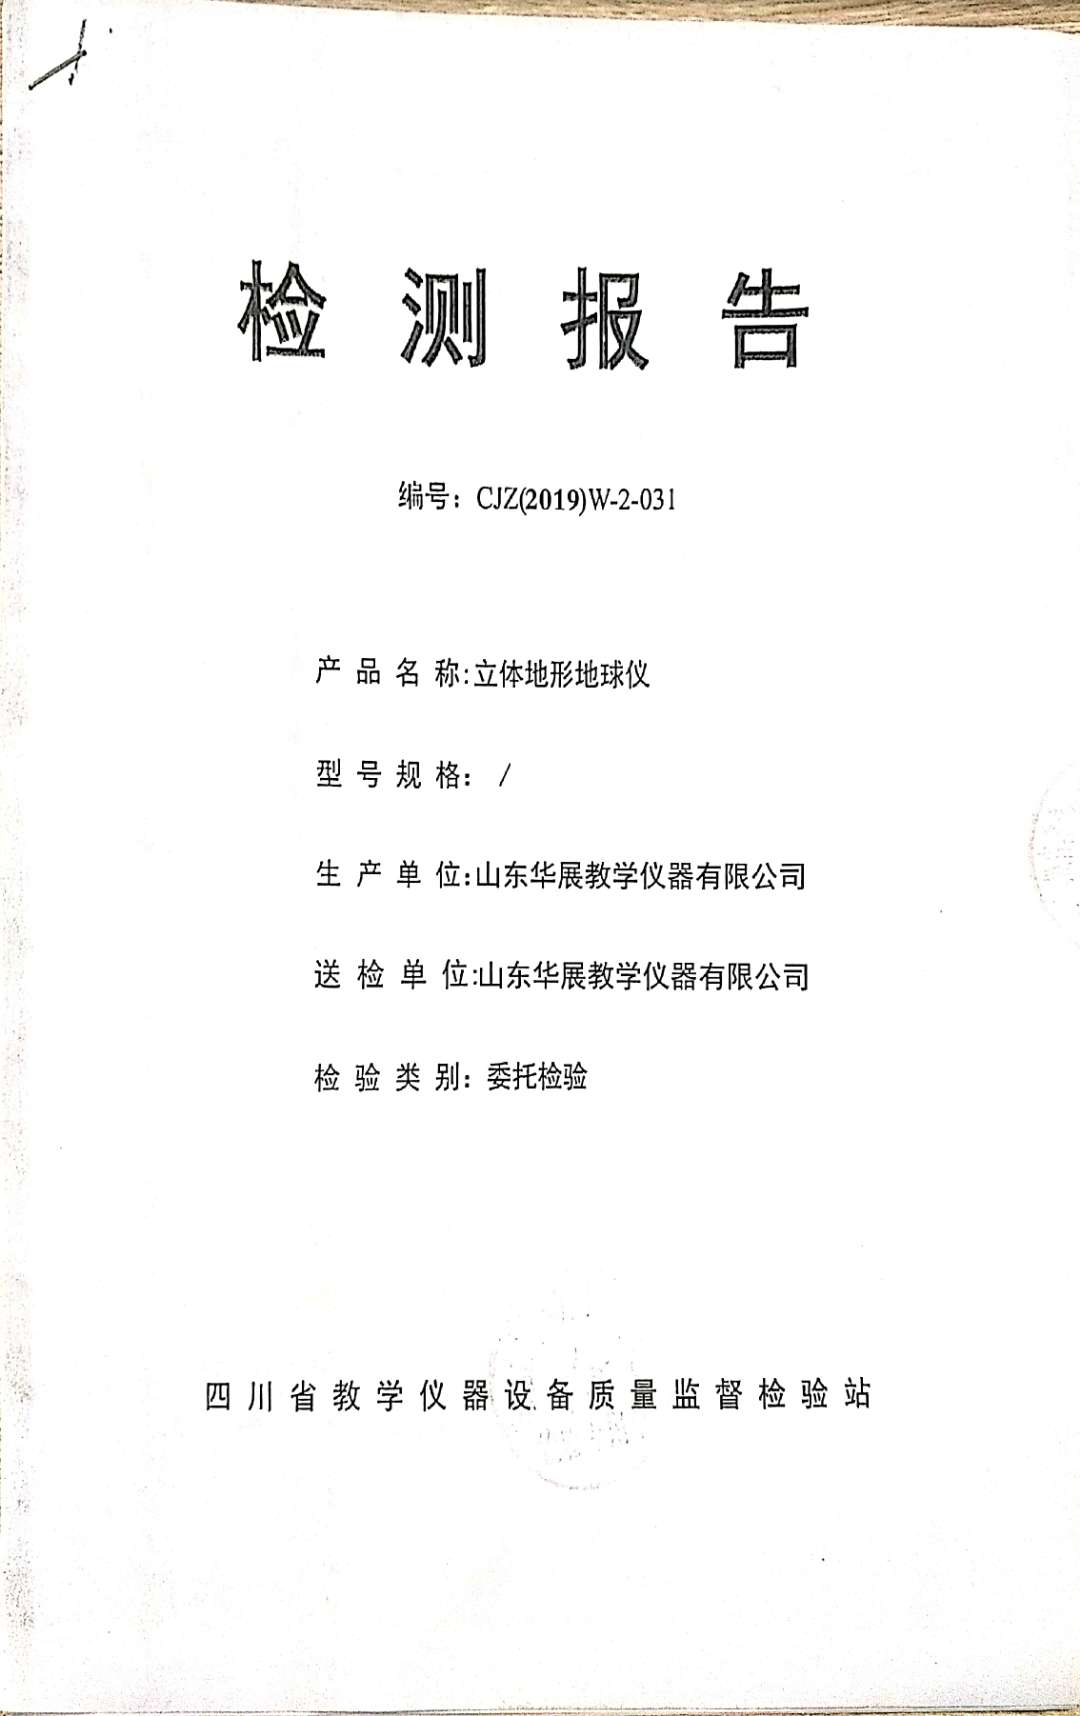 检测报告
编号：CJZ(2019)W-2-031
产品名称:立体地形地球仪
型号规格： /
生产单位:山东华展教学仪器有限公司
送检单位:山东华展教学仪器有限公司
检验类别：委托检验
四川省教学仪器设备质量监督检验站